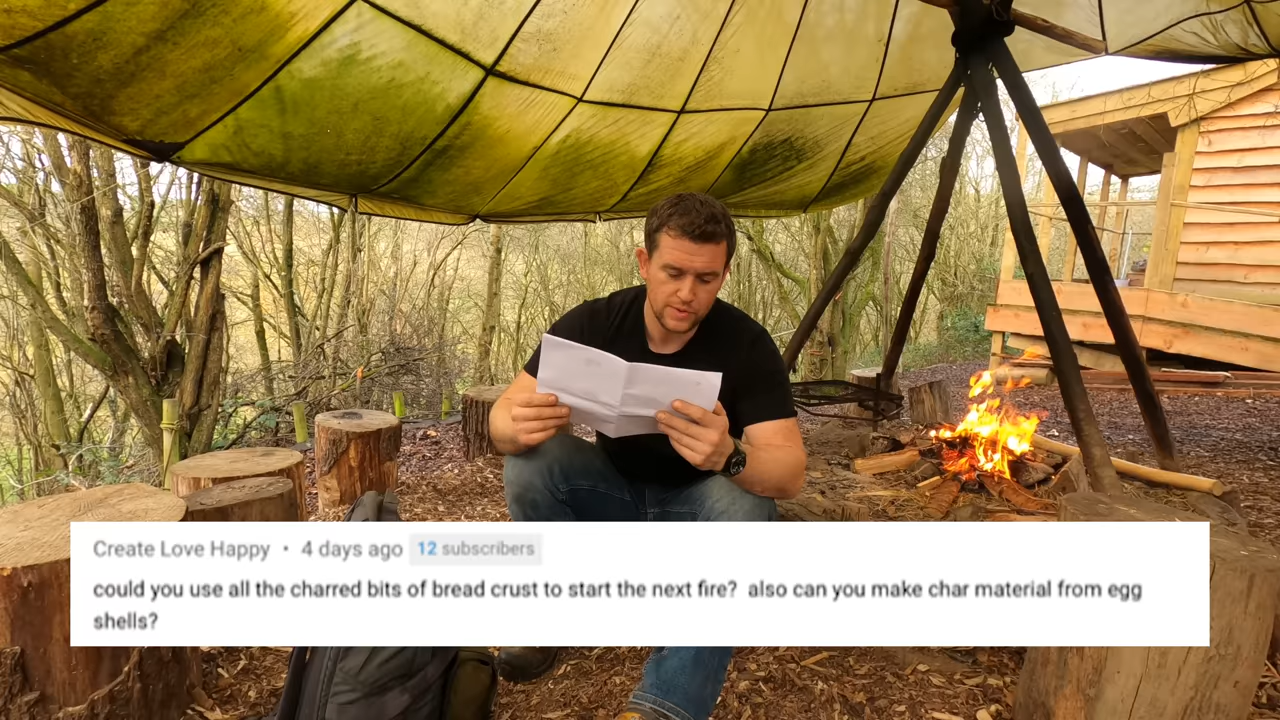 Create Love Happy • 4 days ago 12 subscribers
could you use all the charred bits of bread crust to start the next fire?  also can you make char material from egg
shells?